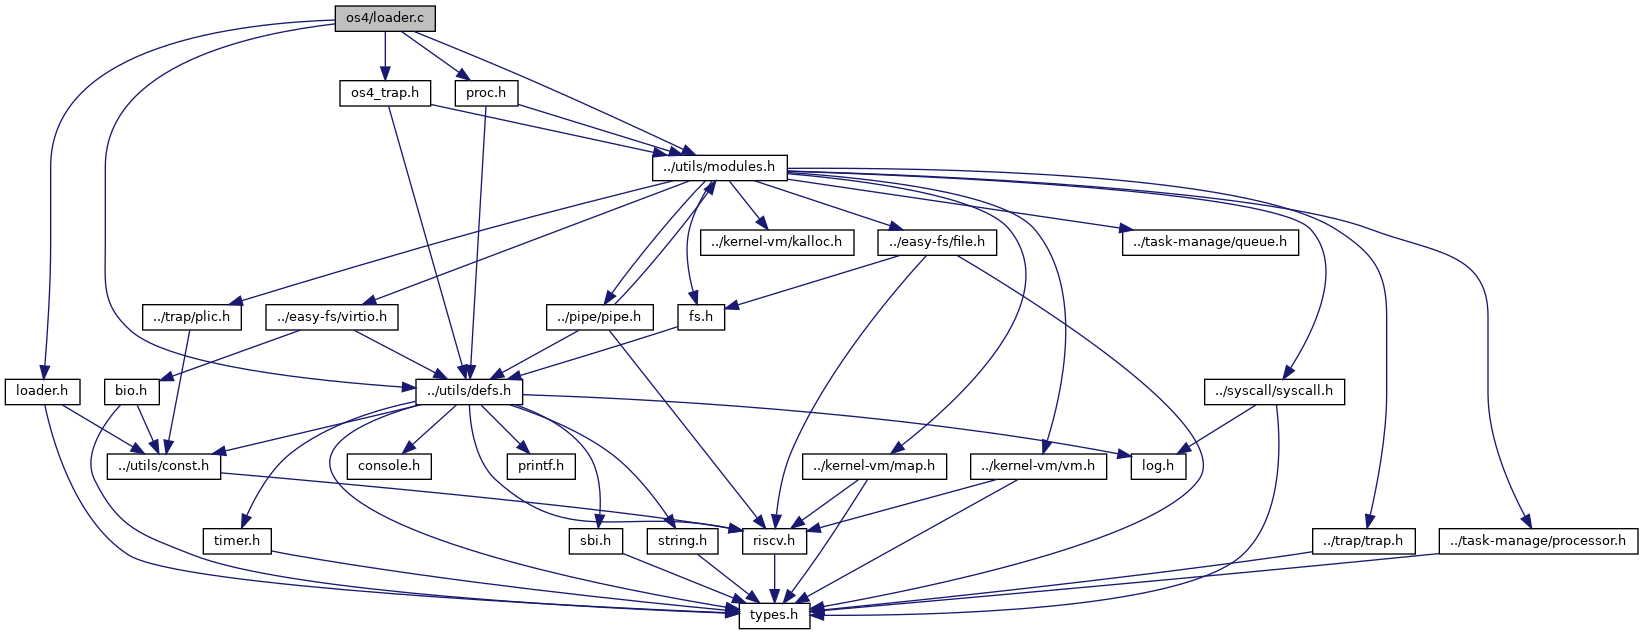 os4/loader.c
os4_trap.h
proc.h
../utils/modules.h
../kernel-vm/kalloc.h
../easy-fs/file.h
../task-manage/queue.h
../trap/plic.h
../easy-fs/virtio.h
../pipe/pipe.h
fs.h
loader.h
bio.h
../utils/defs.h
../syscall/syscall.h
../utils/const.h
console.h
printf.h
../kernel-vm/map.h
../kernel-vm/vm.h
log.h
timer.h
sbi.h
string.h
riscv.h
../trap/trap.h
../task-manage/processor.h
types.h